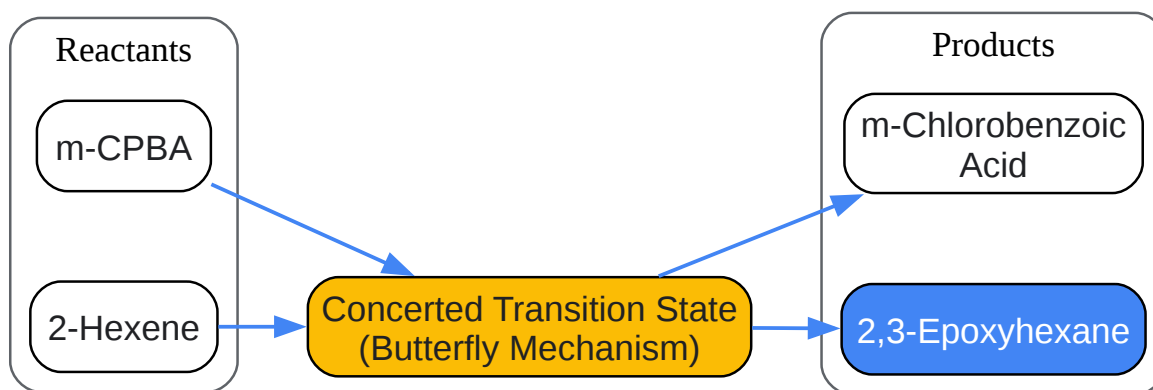 Reactants
m-CPBA
2-Hexene
Concerted Transition State
(Butterfly Mechanism)
Products
m-Chlorobenzoic
Acid
2,3-Epoxyhexane